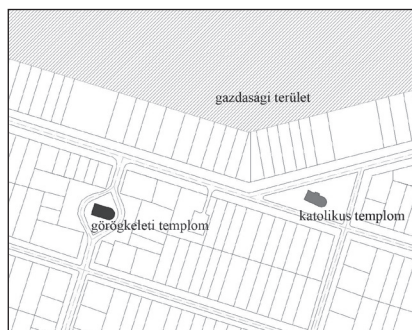 gazdasági terület
katolikus templom
görögkeleti templom